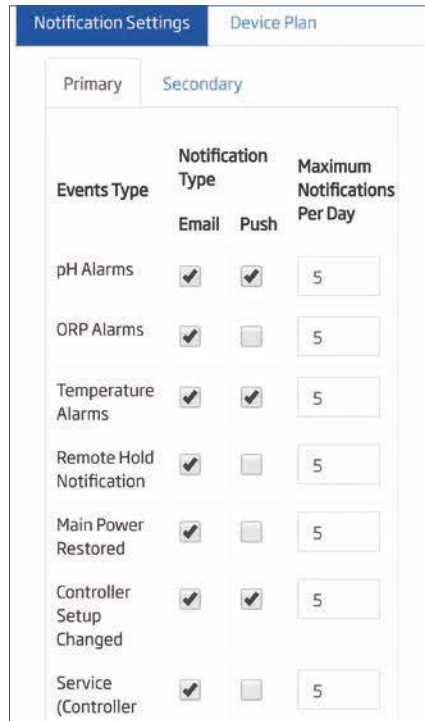 Notification Settings Device Plan
Primary Secondary
Events Type
Notification
Type
Maximum
Notifications
Per Day
Email Push
pH Alarms 5
ORP Alarms 5
Temperature
Alarms
5
Remote Hold
Notification
5
Main Power
Restored
5
Controller
Setup
Changed
5
Service
(Controller
5